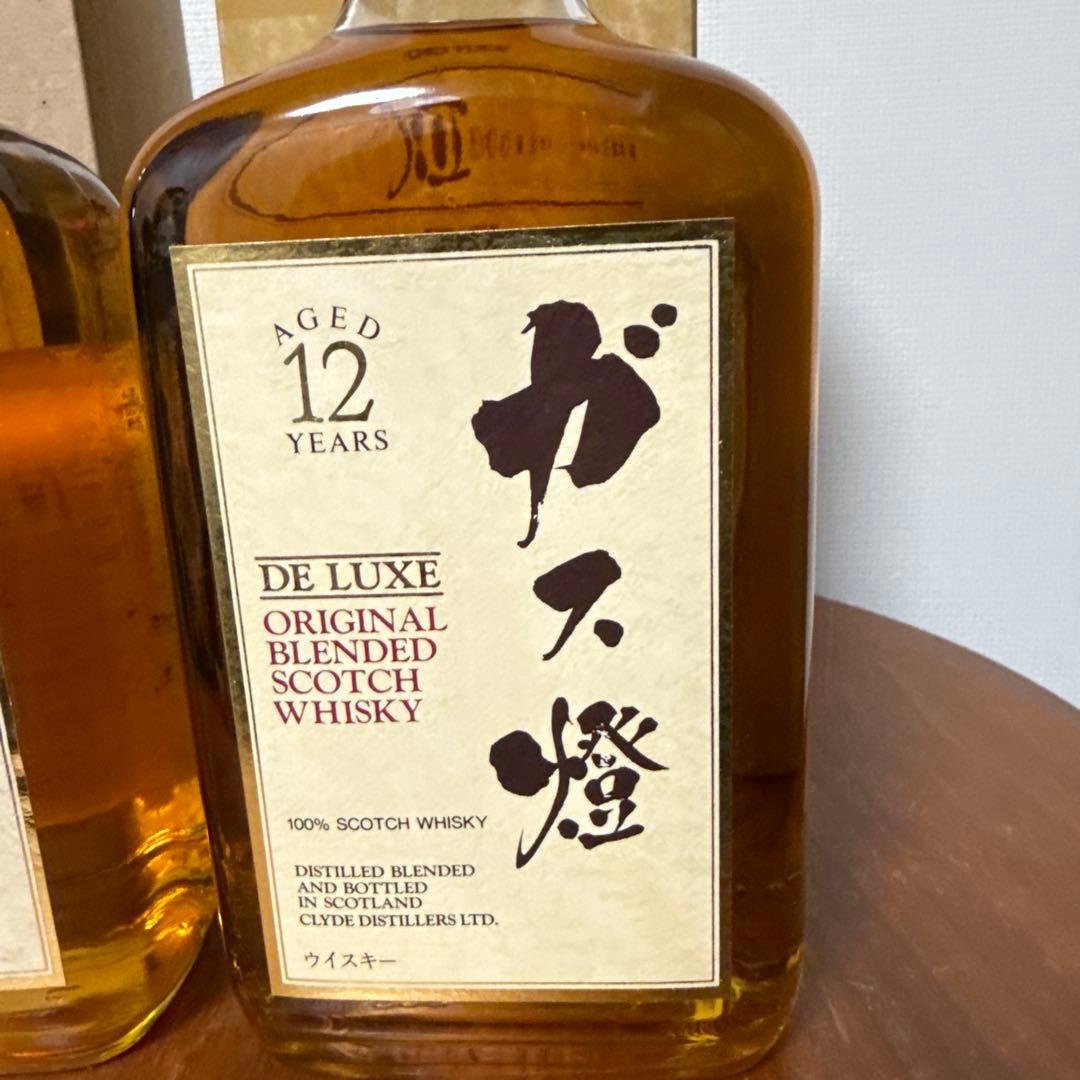 AGED
12
YEARS
ガス燈
DE LUXE
ORIGINAL
BLENDED
SCOTCH
WHISKY
100% SCOTCH WHISKY
DISTILLED BLENDED
AND BOTTLED
IN SCOTLAND
CLYDE DISTILLERS LTD.
ウイスキー